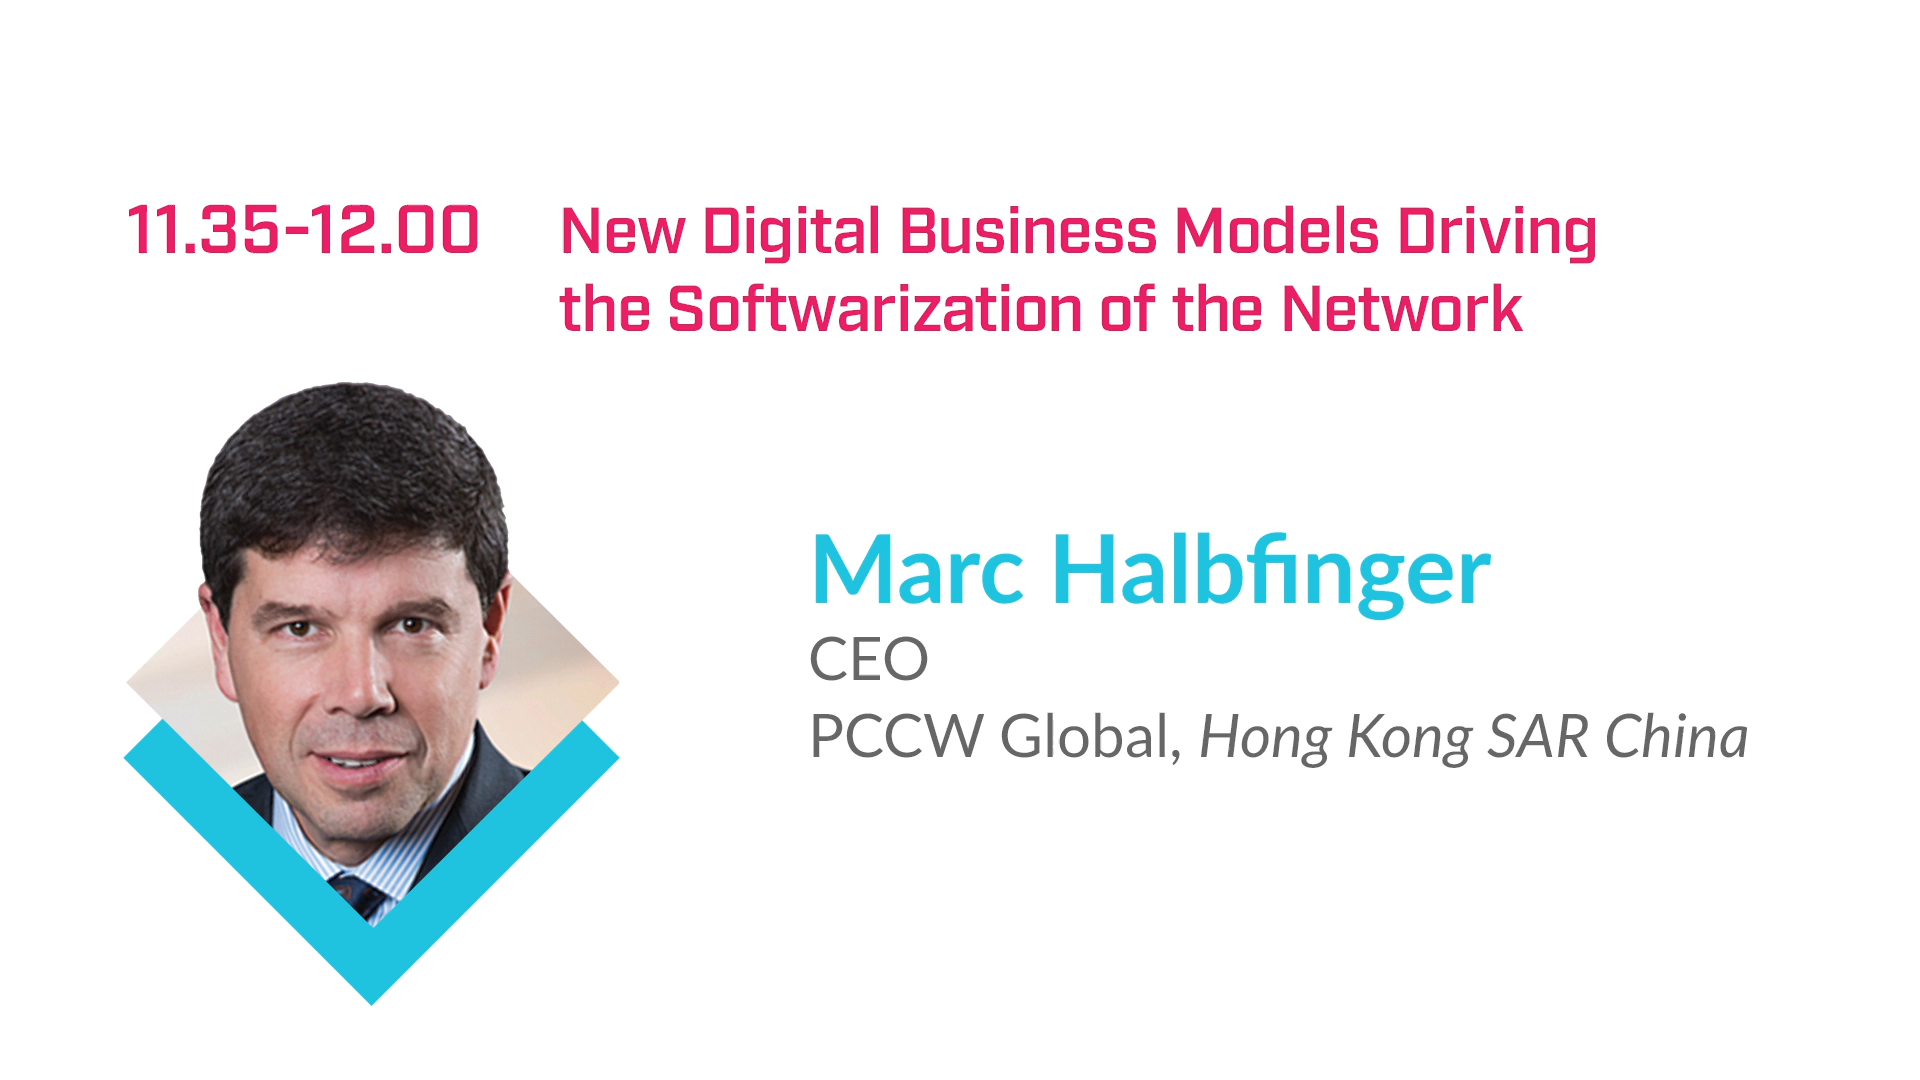 11.35-12.00
New Digital Business Models Driving
the Softwarization of the Network
Marc Halbfinger
CEO
PCCW Global, Hong Kong SAR China